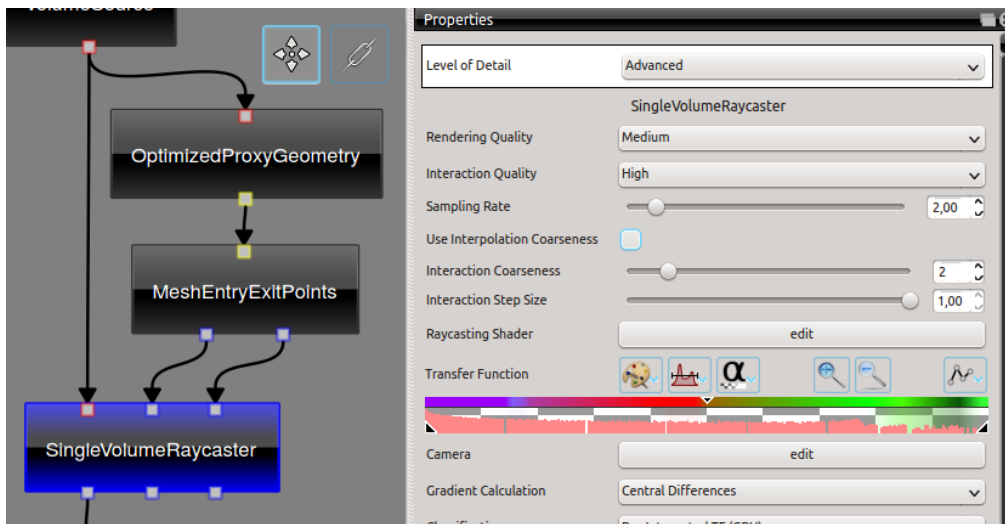 VolumeSource
OptimizedProxyGeometry
MeshEntryExitPoints
SingleVolumeRaycaster
Properties
Level of Detail Advanced
SingleVolumeRaycaster
Rendering Quality Medium
Interaction Quality High
Sampling Rate 2,00
Use Interpolation Coarseness
Interaction Coarseness 2
Interaction Step Size 1,00
Raycasting Shader edit
Transfer Function α
Camera edit
Gradient Calculation Central Differences